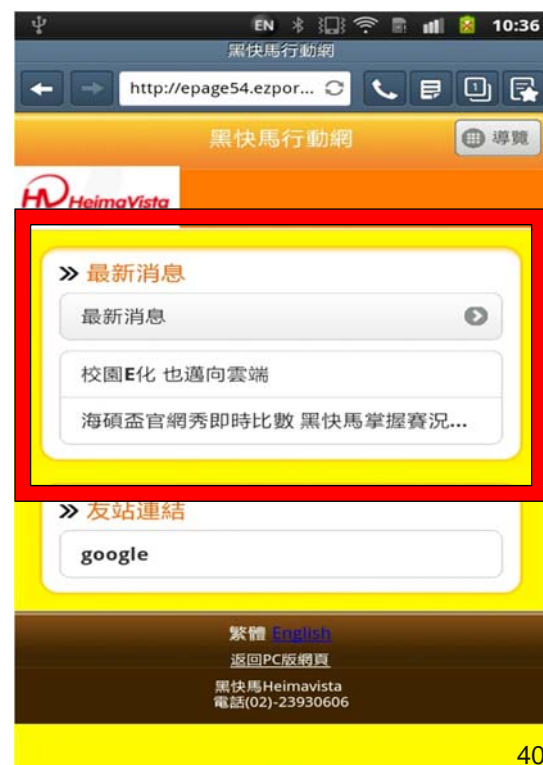 EN 10:36
黑快馬行動網
http://epage54.ezpor...
1
黑快馬行動網
導覽
HeimaVista
» 最新消息
最新消息
校園E化 也邁向雲端
海碩盃官網秀即時比數 黑快馬掌握賽況...
» 友站連結
google
繁體 English
返回PC版網頁
黑快馬Heimavista
電話(02)-23930606
40